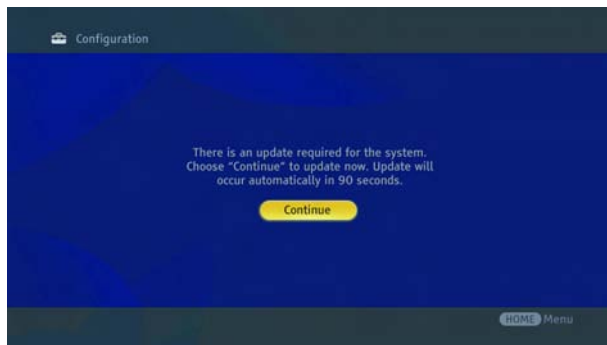 Configuration
There is an update required for the system.
Choose "Continue" to update now. Update will
occur automatically in 90 seconds.
Continue
HOME Menu